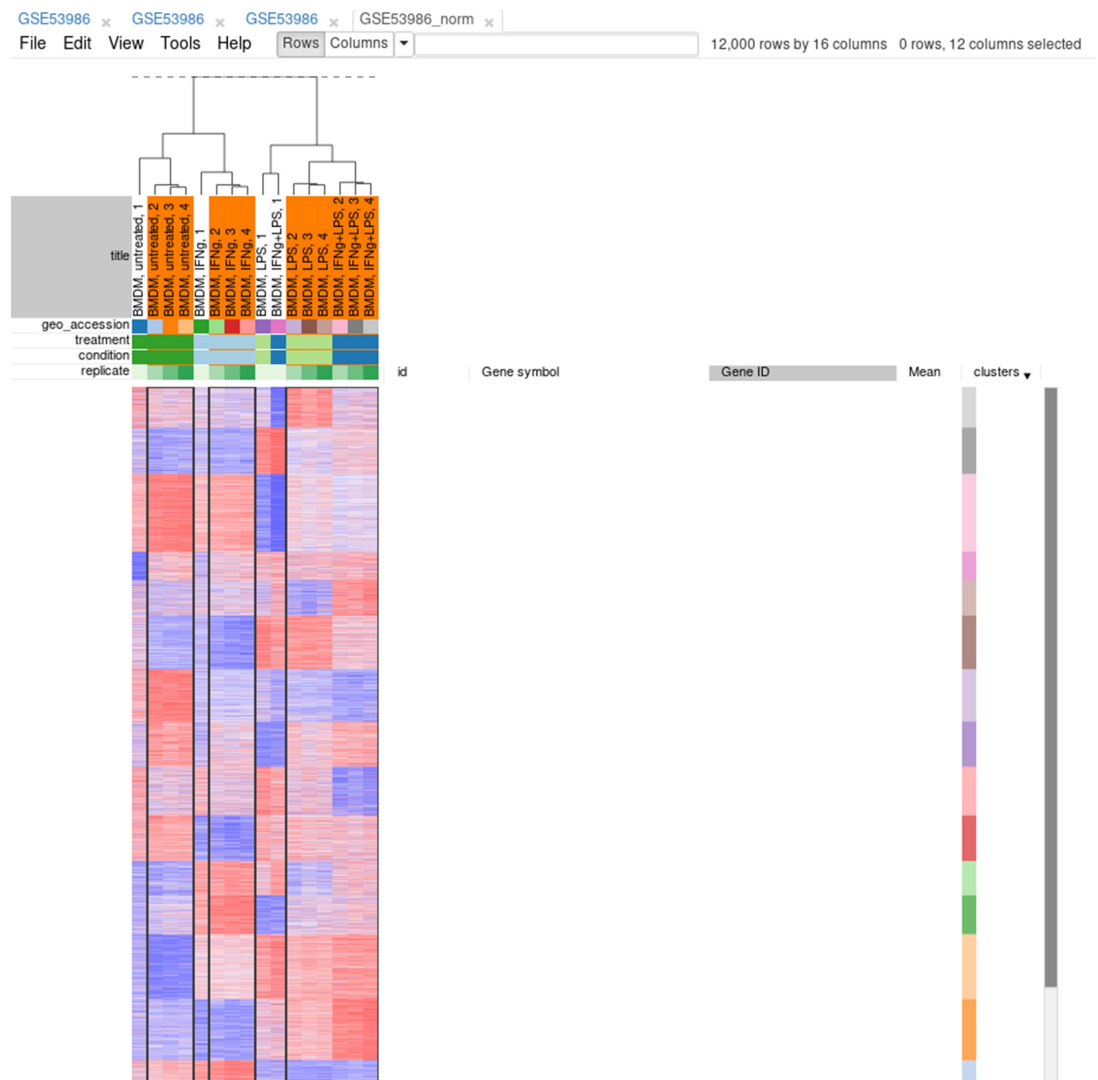 GSE53986 × GSE53986 × GSE53986 × GSE53986_norm ×
File Edit View Tools Help Rows Columns 12,000 rows by 16 columns 0 rows, 12 columns selected
title
BMDM, untreated, 1
BMDM, untreated, 2
BMDM, untreated, 3
BMDM, untreated, 4
BMDM, IFNg, 1
BMDM, IFNg, 2
BMDM, IFNg, 3
BMDM, IFNg, 4
BMDM, LPS, 1
BMDM, IFNg+LPS, 1
BMDM, LPS, 2
BMDM, LPS, 3
BMDM, LPS, 4
BMDM, IFNg+LPS, 2
BMDM, IFNg+LPS, 3
BMDM, IFNg+LPS, 4
geo_accession
treatment
condition
replicate id Gene symbol Gene ID Mean clusters